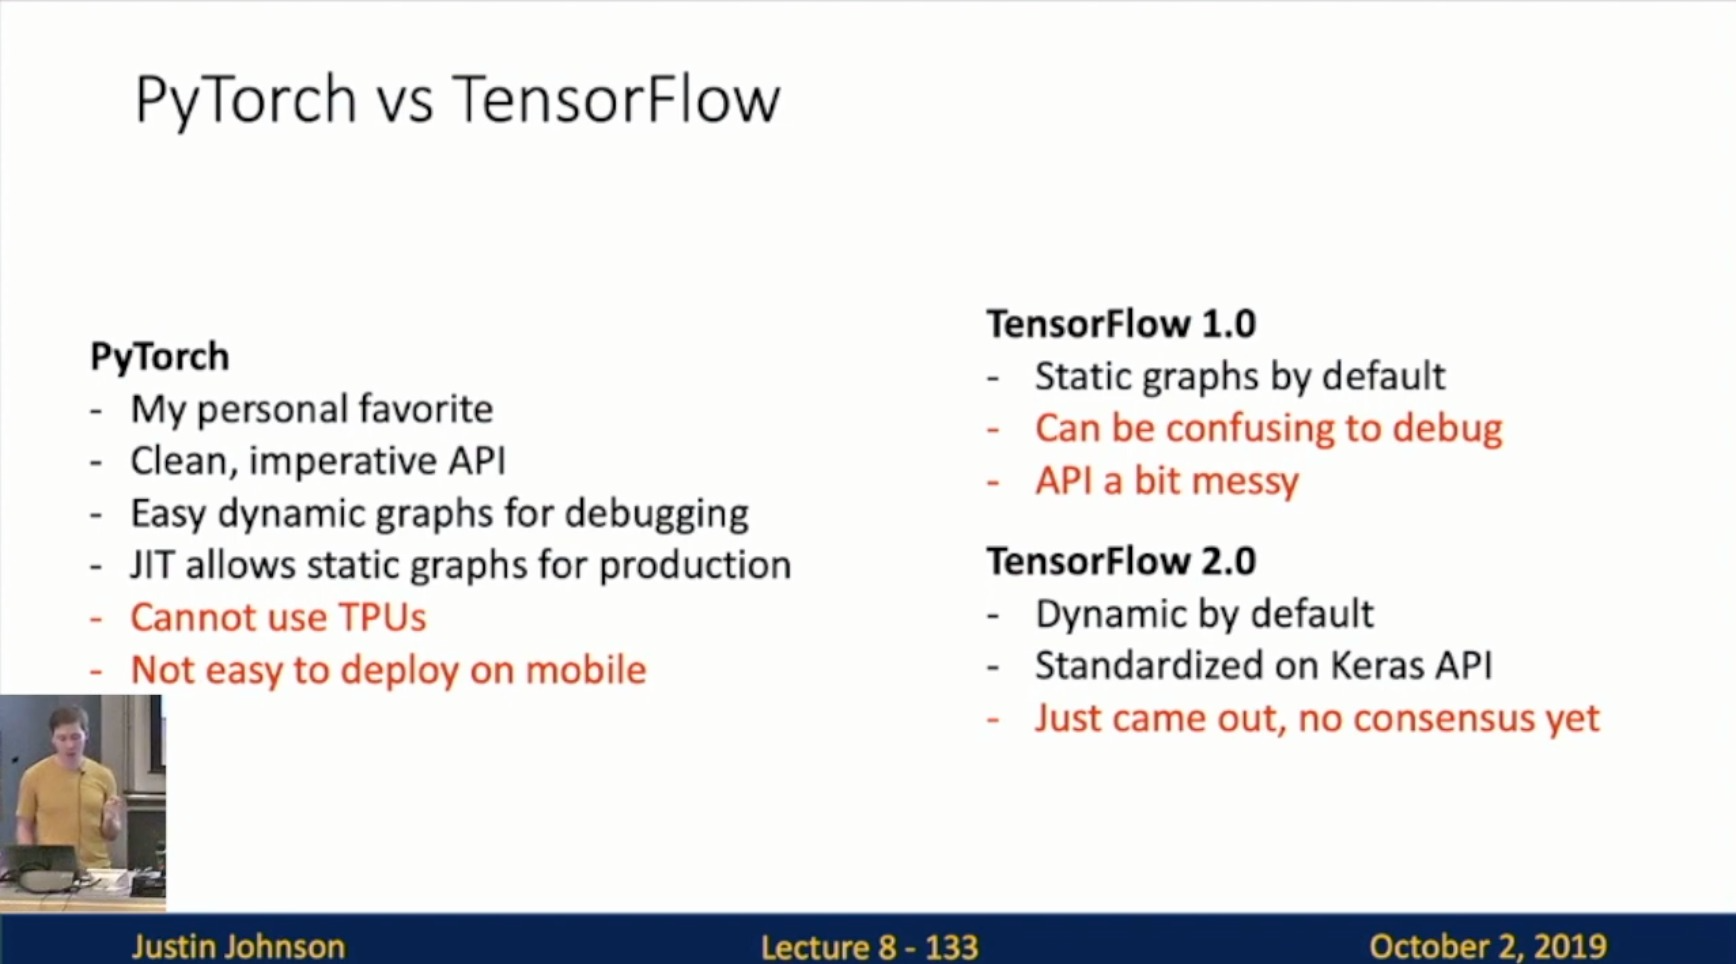 PyTorch vs TensorFlow
PyTorch
- My personal favorite
- Clean, imperative API
- Easy dynamic graphs for debugging
- JIT allows static graphs for production
- Cannot use TPUs
- Not easy to deploy on mobile
TensorFlow 1.0
- Static graphs by default
- Can be confusing to debug
- API a bit messy
TensorFlow 2.0
- Dynamic by default
- Standardized on Keras API
- Just came out, no consensus yet
Justin Johnson
Lecture 8 - 133
October 2, 2019